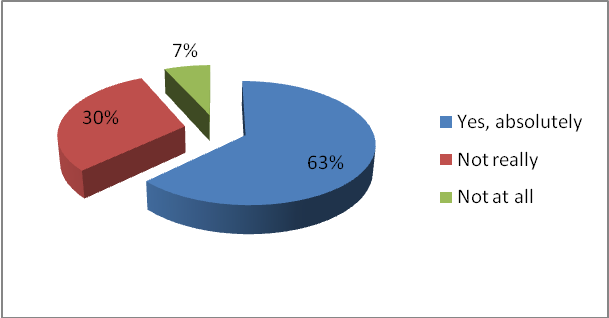 7%
30%
63%
Yes, absolutely
Not really
Not at all